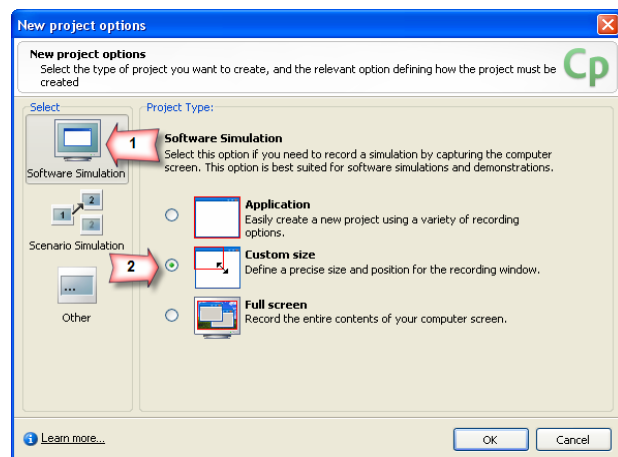 New project options
New project options
Select the type of project you want to create, and the relevant option defining how the project must be
created
Cp
Select
1
Software Simulation
1
2
2
Scenario Simulation
...
Other
Project Type:
Software Simulation
Select this option if you need to record a simulation by capturing the computer
screen. This option is best suited for software simulations and demonstrations.
Application
Easily create a new project using a variety of recording
options.
2
Custom size
Define a precise size and position for the recording window.
Full screen
Record the entire contents of your computer screen.
Learn more...
OK
Cancel